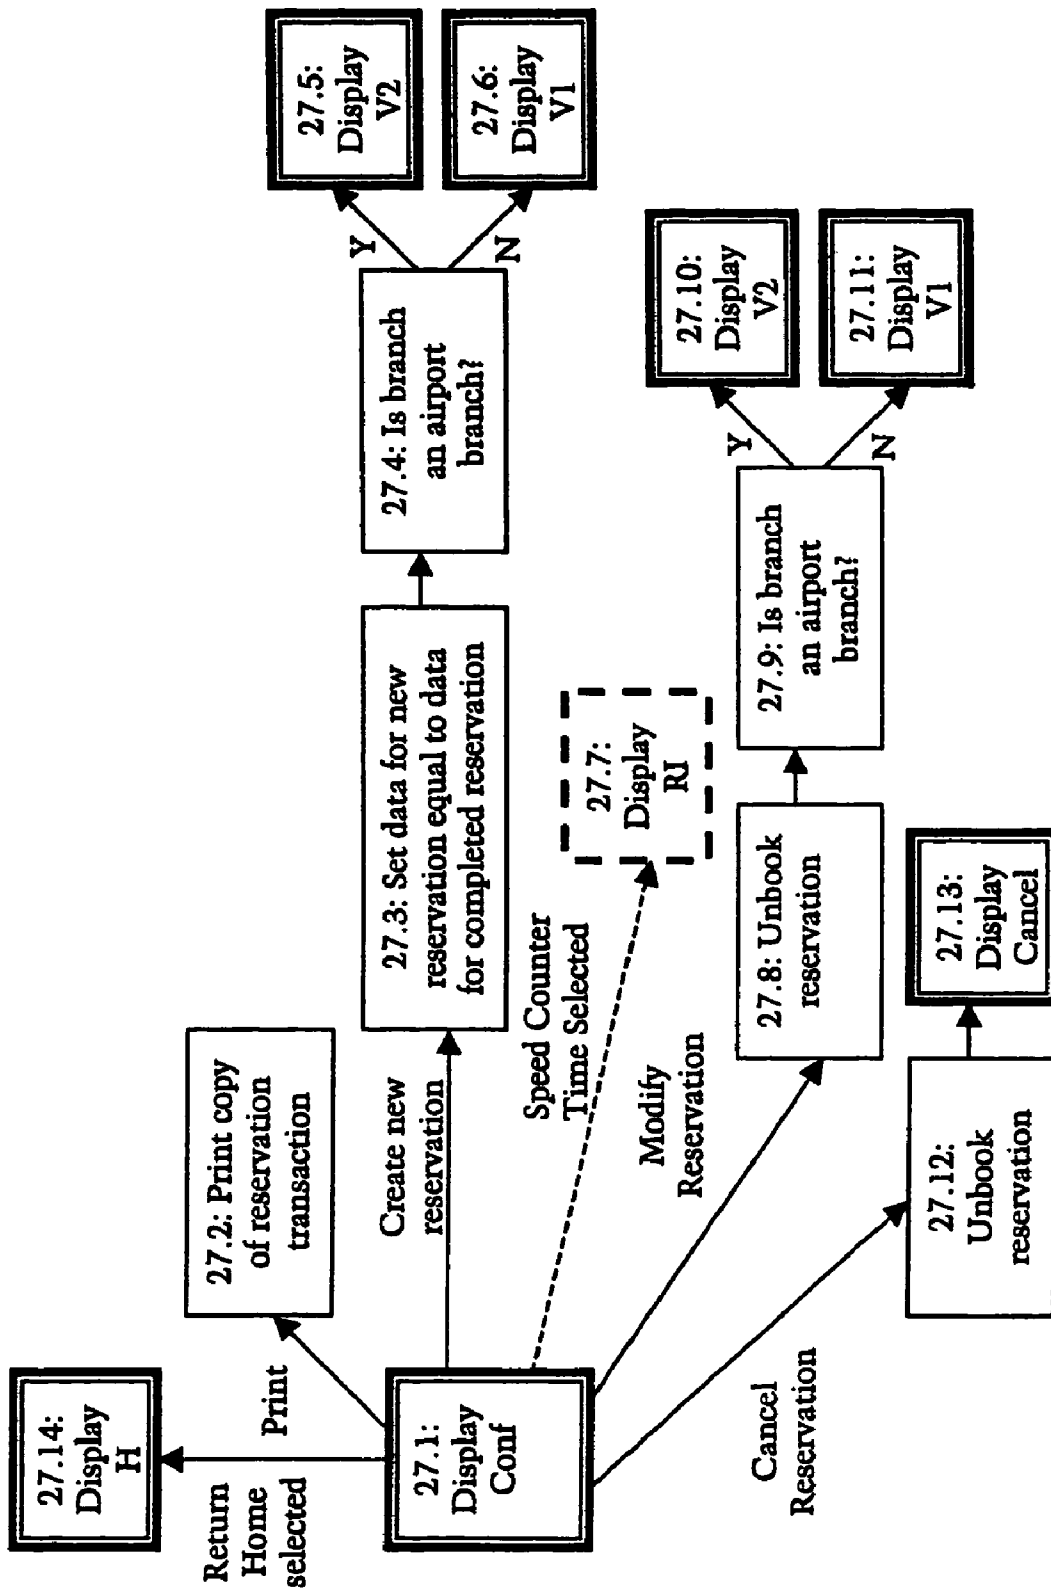 27.14:
Display
H
Return
Home
selected
Print
27.1:
Display
Conf
27.2: Print copy
of reservation
transaction
Create new
reservation
27.3: Set data for new
reservation equal to data
for completed reservation
27.4: Is branch
an airport
branch?
Y
N
27.5:
Display
V2
27.6:
Display
V1
Speed Counter
Time Selected
27.7:
Display
RI
Modify
Reservation
27.8: Unbook
reservation
27.9: Is branch
an airport
branch?
Y
N
27.10:
Display
V2
27.11:
Display
V1
Cancel
Reservation
27.12:
Unbook
reservation
27.13:
Display
Cancel